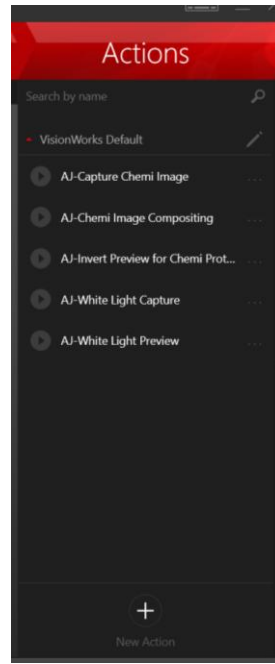 Actions
Search by name
VisionWorks Default
AJ-Capture Chemi Image
AJ-Chemi Image Compositing
AJ-Invert Preview for Chemi Prot...
AJ-White Light Capture
AJ-White Light Preview
New Action